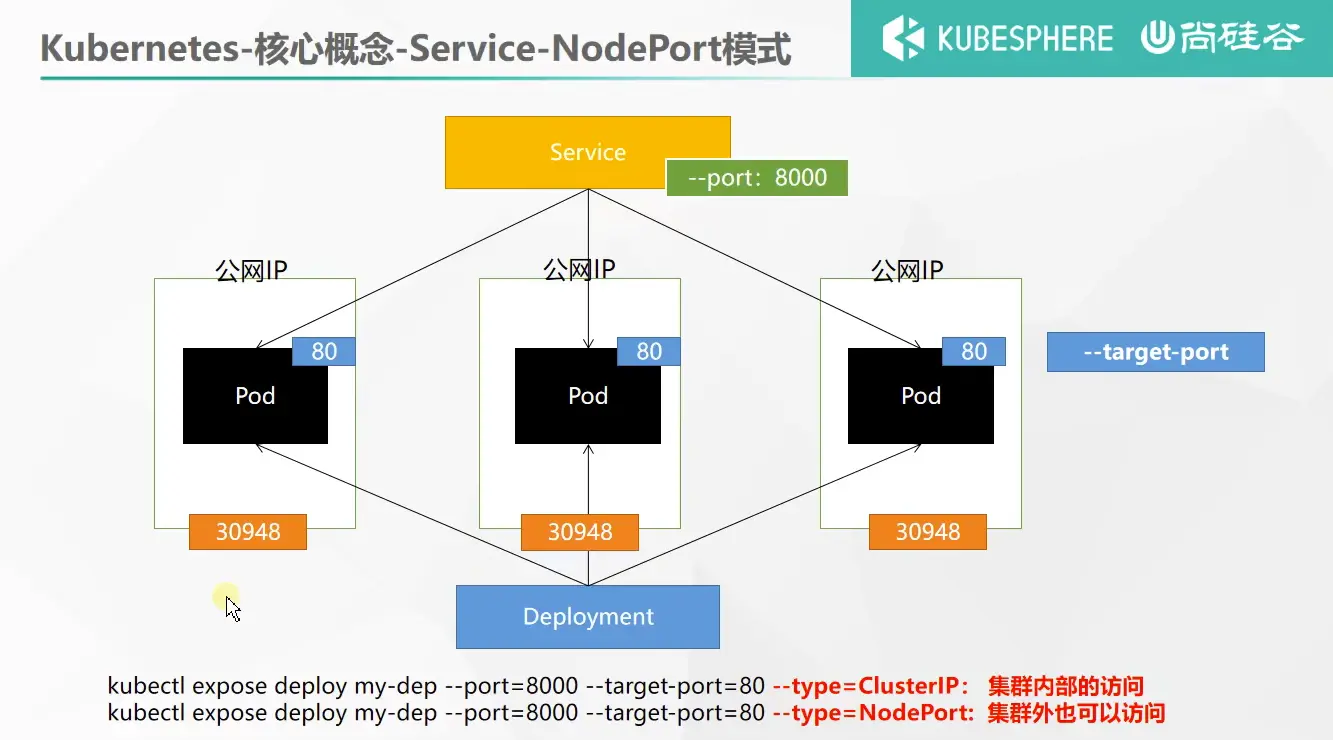 Kubernetes-核心概念-Service-NodePort模式
KUBESPHERE 尚硅谷
Service
--port：8000
公网IP 公网IP 公网IP
80 80 80
--target-port
Pod Pod Pod
30948 30948 30948
Deployment
kubectl expose deploy my-dep --port=8000 --target-port=80 --type=ClusterIP： 集群内部的访问
kubectl expose deploy my-dep --port=8000 --target-port=80 --type=NodePort: 集群外也可以访问